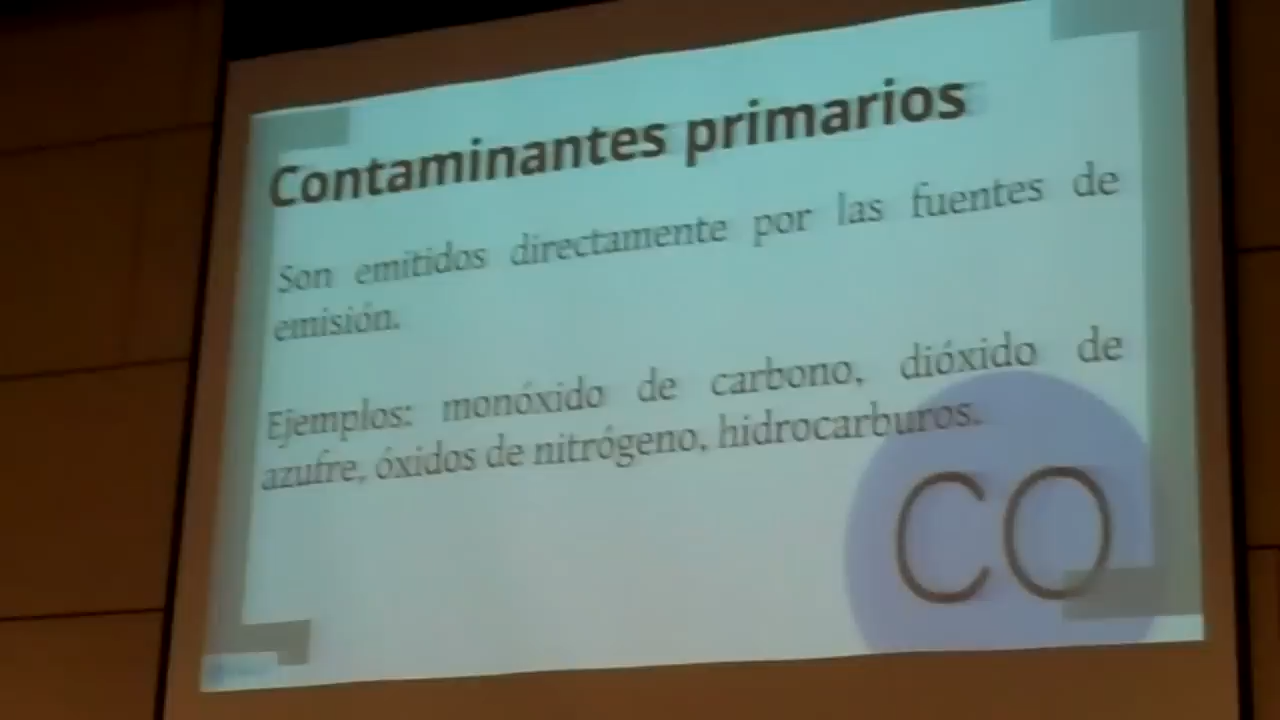 Contaminantes primarios
Son emitidos directamente por las fuentes de
emisión.
Ejemplos: monóxido de carbono, dióxido de
azufre, óxidos de nitrógeno, hidrocarburos.
CO